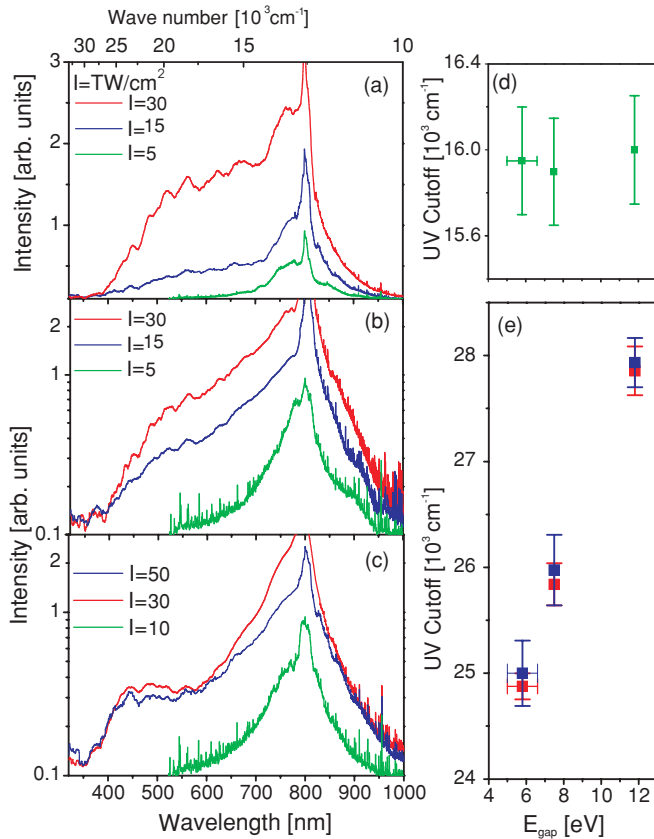 Wave number [10³cm⁻¹]
30 25 20 15 10
I=TW/cm²
I=30
I=15
I=5
(a)
3
2
1
Intensity [arb. units]
(b)
I=30
I=15
I=5
2
1
0.1
Intensity [arb. units]
(c)
I=50
I=30
I=10
2
1
0.1
400 500 600 700 800 900 1000
Wavelength [nm]
(d)
16.4
16.0
15.6
UV Cutoff [10³ cm⁻¹]
(e)
28
27
26
25
24
UV Cutoff [10³ cm⁻¹]
4 6 8 10 12
E_gap [eV]